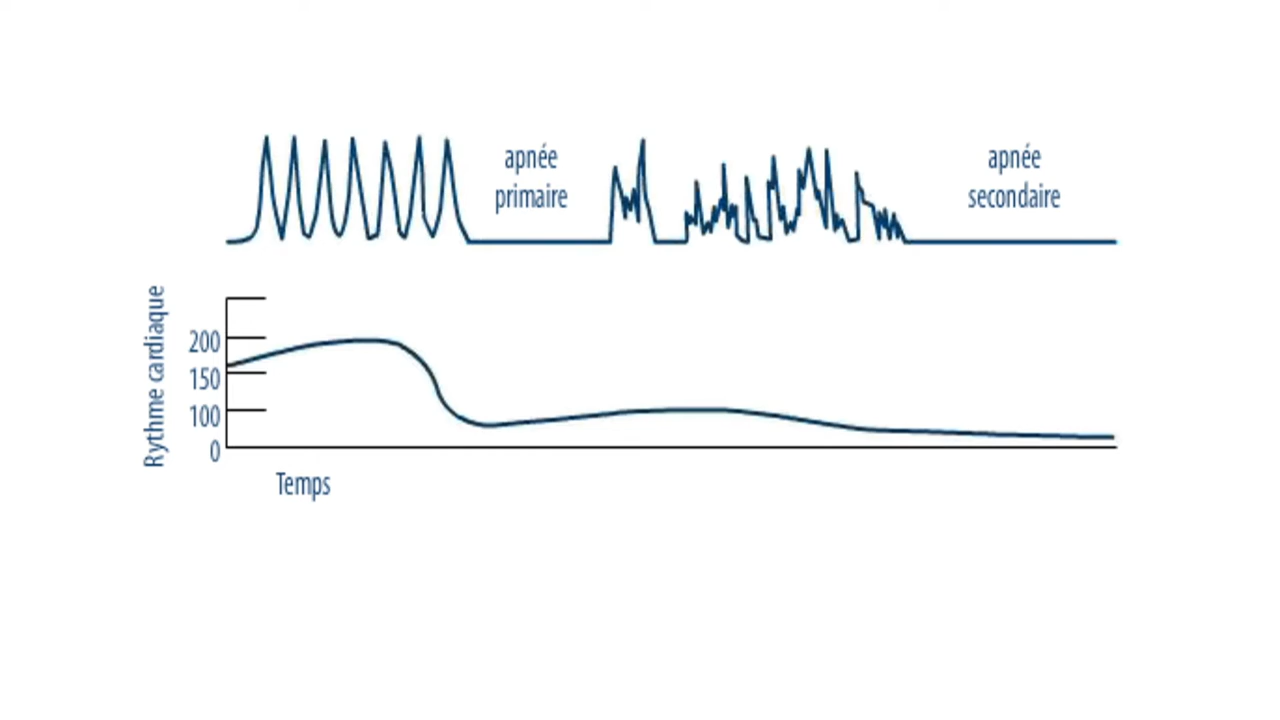 apnée
primaire
apnée
secondaire
Rythme cardiaque
200
150
100
0
Temps